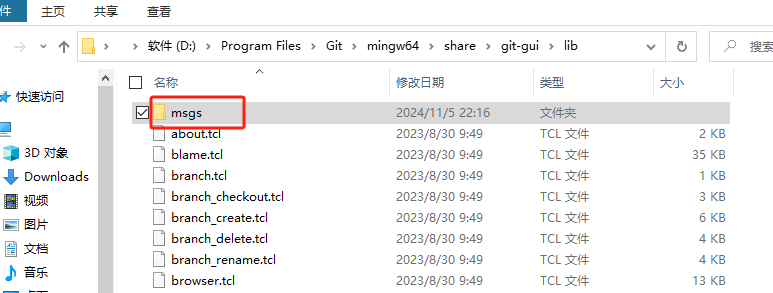 主页 共享 查看
软件 (D:) Program Files Git mingw64 share git-gui lib 搜索
快速访问
3D 对象
Downloads
视频
图片
文档
音乐
名称 修改日期 类型 大小
msgs 2024/11/5 22:16 文件夹
about.tcl 2023/8/30 9:49 TCL 文件 2 KB
blame.tcl 2023/8/30 9:49 TCL 文件 35 KB
branch.tcl 2023/8/30 9:49 TCL 文件 1 KB
branch_checkout.tcl 2023/8/30 9:49 TCL 文件 3 KB
branch_create.tcl 2023/8/30 9:49 TCL 文件 6 KB
branch_delete.tcl 2023/8/30 9:49 TCL 文件 4 KB
branch_rename.tcl 2023/8/30 9:49 TCL 文件 4 KB
browser.tcl 2023/8/30 9:49 TCL 文件 13 KB